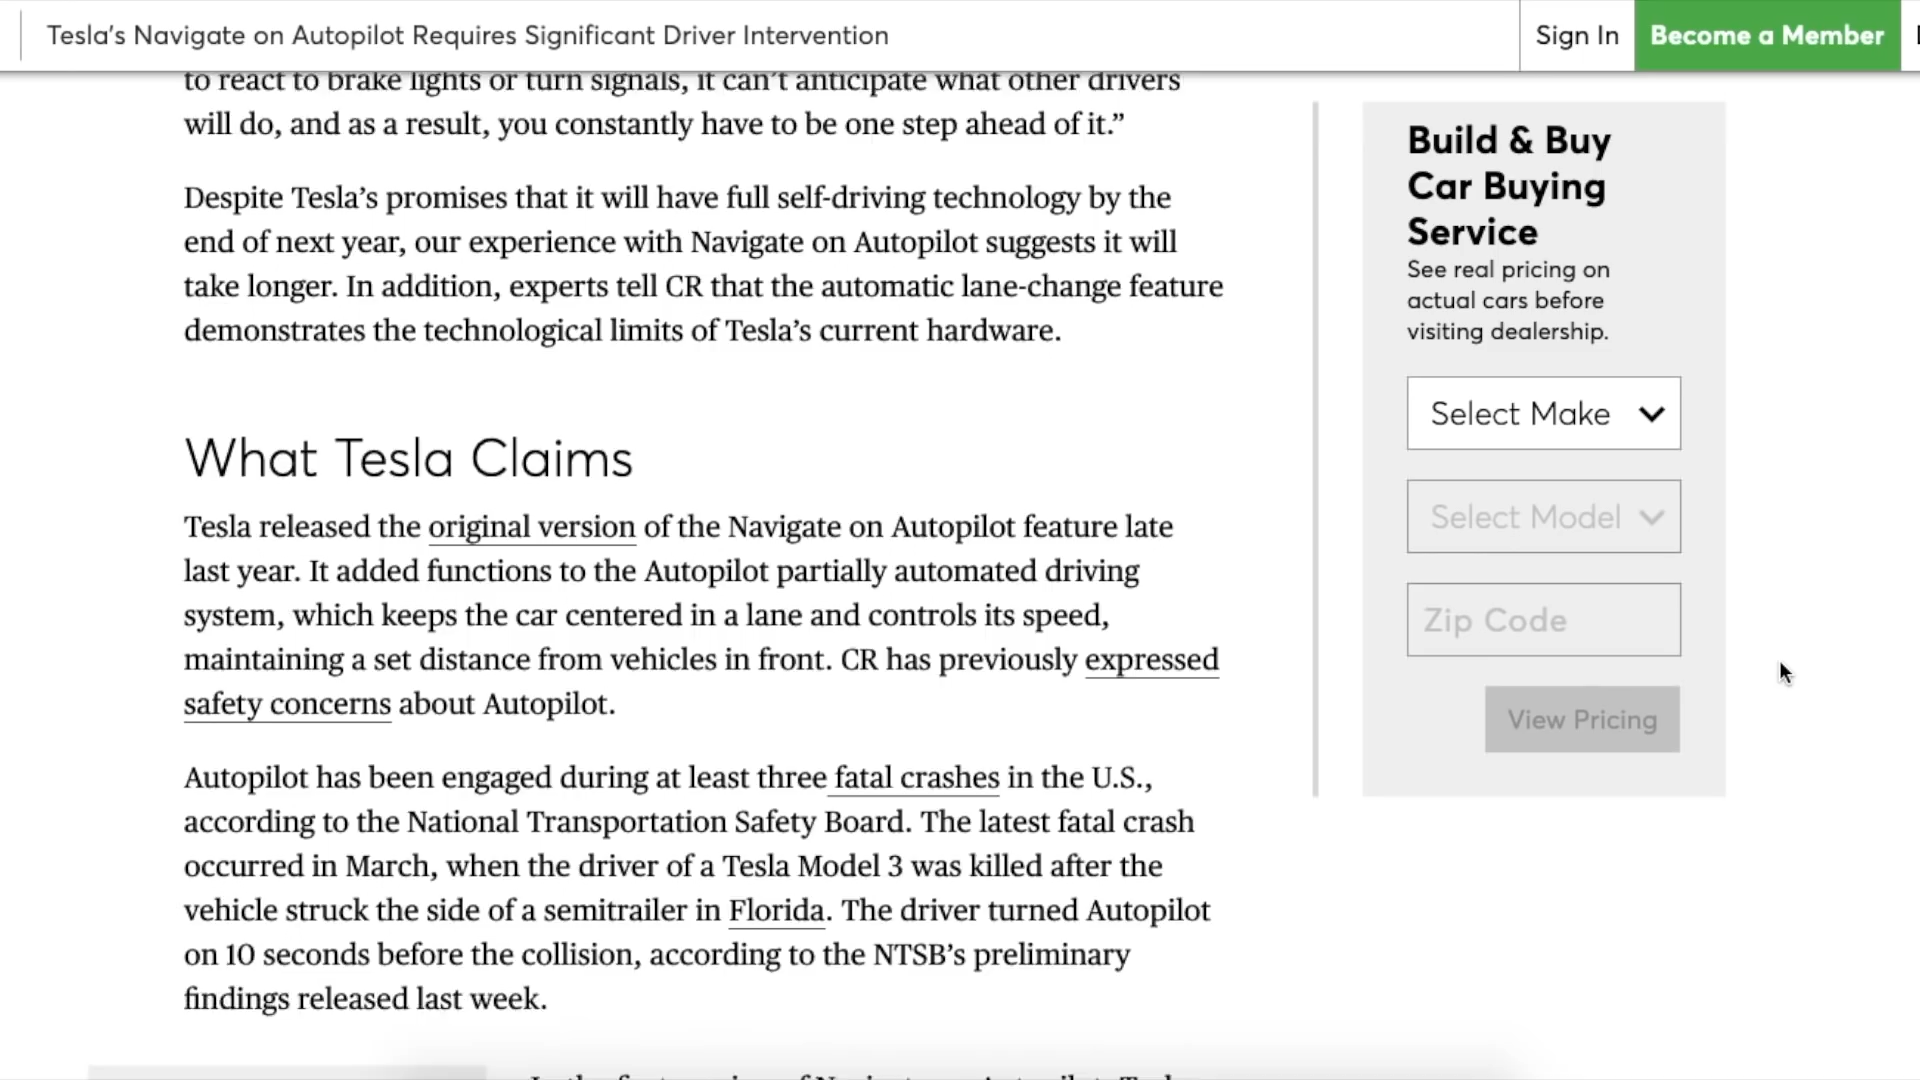 Tesla's Navigate on Autopilot Requires Significant Driver Intervention
Sign In
Become a Member
to react to brake lights or turn signals, it can't anticipate what other drivers
will do, and as a result, you constantly have to be one step ahead of it.”
Despite Tesla’s promises that it will have full self-driving technology by the
end of next year, our experience with Navigate on Autopilot suggests it will
take longer. In addition, experts tell CR that the automatic lane-change feature
demonstrates the technological limits of Tesla’s current hardware.
What Tesla Claims
Tesla released the original version of the Navigate on Autopilot feature late
last year. It added functions to the Autopilot partially automated driving
system, which keeps the car centered in a lane and controls its speed,
maintaining a set distance from vehicles in front. CR has previously expressed
safety concerns about Autopilot.
Autopilot has been engaged during at least three fatal crashes in the U.S.,
according to the National Transportation Safety Board. The latest fatal crash
occurred in March, when the driver of a Tesla Model 3 was killed after the
vehicle struck the side of a semitrailer in Florida. The driver turned Autopilot
on 10 seconds before the collision, according to the NTSB’s preliminary
findings released last week.
Build & Buy
Car Buying
Service
See real pricing on
actual cars before
visiting dealership.
Select Make
Select Model
Zip Code
View Pricing